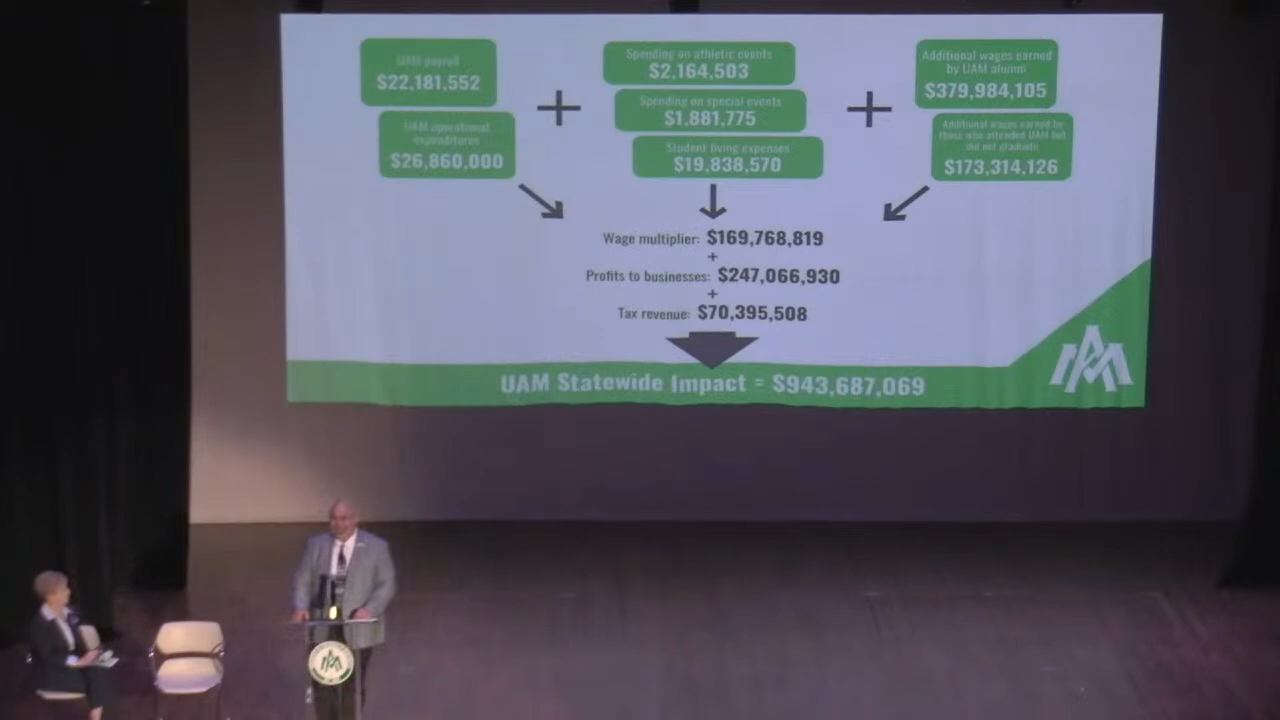 UAM payroll
$22,181,552
UAM operational
expenditures
$26,860,000
+
Spending on athletic events
$2,164,503
Spending on special events
$1,881,775
Student living expenses
$19,838,570
+
Additional wages earned
by UAM alumni
$379,984,105
Additional wages earned by
those who attended UAM but
did not graduate
$173,314,126
Wage multiplier: $169,768,819
+
Profits to businesses: $247,066,930
+
Tax revenue: $70,395,508
UAM Statewide Impact = $943,687,069